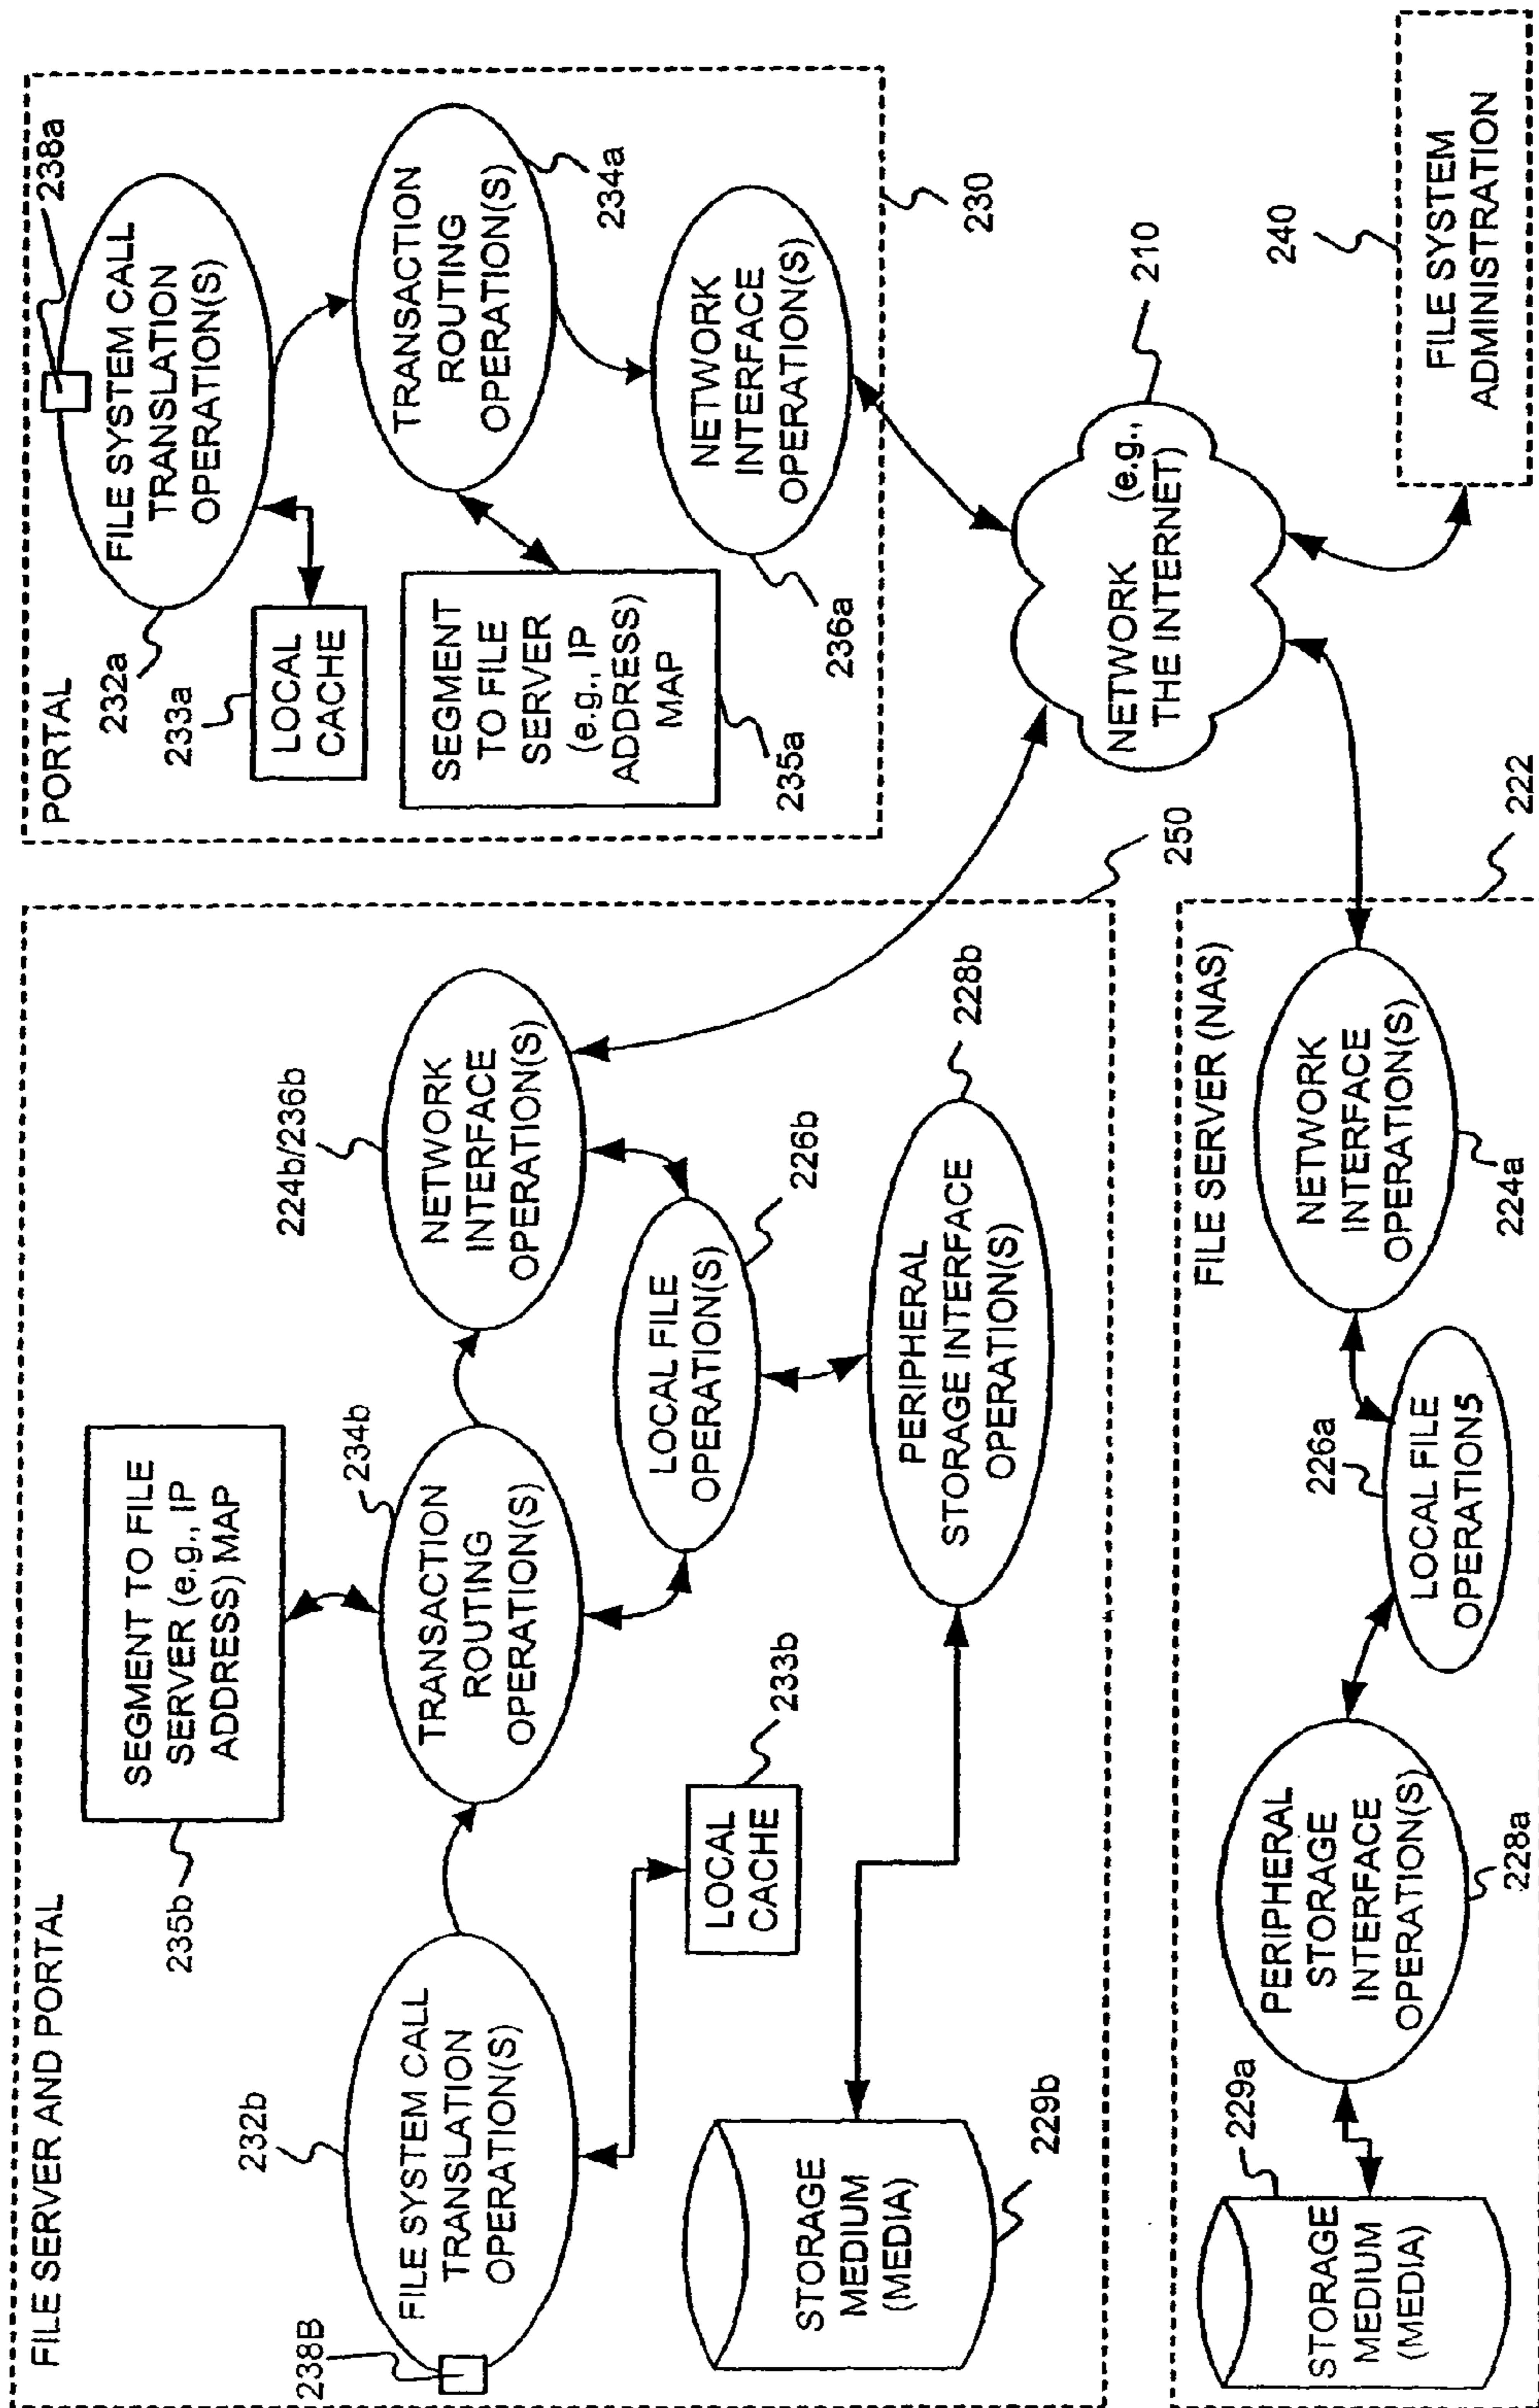 FILE SERVER AND PORTAL
238B
232b
FILE SYSTEM CALL
TRANSLATION
OPERATION(S)
235b
SEGMENT TO FILE
SERVER (e.g., IP
ADDRESS) MAP
234b
TRANSACTION
ROUTING
OPERATION(S)
224b/236b
NETWORK
INTERFACE
OPERATION(S)
LOCAL FILE
OPERATION(S)
226b
LOCAL
CACHE
233b
STORAGE
MEDIUM
(MEDIA)
229b
PERIPHERAL
STORAGE INTERFACE
OPERATION(S)
228b
250
PORTAL
232a
233a
LOCAL
CACHE
238a
FILE SYSTEM CALL
TRANSLATION
OPERATION(S)
TRANSACTION
ROUTING
OPERATION(S)
234a
SEGMENT
TO FILE
SERVER
(e.g., IP
ADDRESS)
MAP
235a
NETWORK
INTERFACE
OPERATION(S)
236a
230
NETWORK (e.g.,
THE INTERNET)
210
240
FILE SYSTEM
ADMINISTRATION
FILE SERVER (NAS)
222
229a
STORAGE
MEDIUM
(MEDIA)
PERIPHERAL
STORAGE
INTERFACE
OPERATION(S)
228a
226a
LOCAL FILE
OPERATIONS
NETWORK
INTERFACE
OPERATION(S)
224a